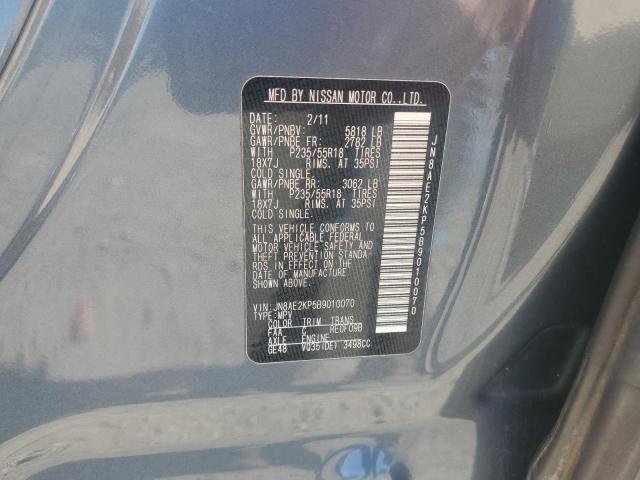 MFD BY NISSAN MOTOR CO.,LTD.
DATE: 2/11
GVWR/PNBV: 5818 LB
GAWR/PNBE FR: 2782 LB
WITH P235/55R18 TIRES
18X7J RIMS, AT 35PSI
COLD SINGLE.
GAWR/PNBE RR: 3062 LB
WITH P235/55R18 TIRES
18X7J RIMS, AT 35PSI
COLD SINGLE.
THIS VEHICLE CONFORMS TO
ALL APPLICABLE FEDERAL
MOTOR VEHICLE SAFETY AND
THEFT PREVENTION STANDA-
RDS IN EFFECT ON THE
DATE OF MANUFACTURE
SHOWN ABOVE.
VIN:JN8AE2KP5B9010070
TYPE:MPV
COLOR TRIM TRANS
FAX C RE0F09B
AXLE ENGINE
GE48 VQ35(DE) 3498CC
JN8AE2KP5B9010070